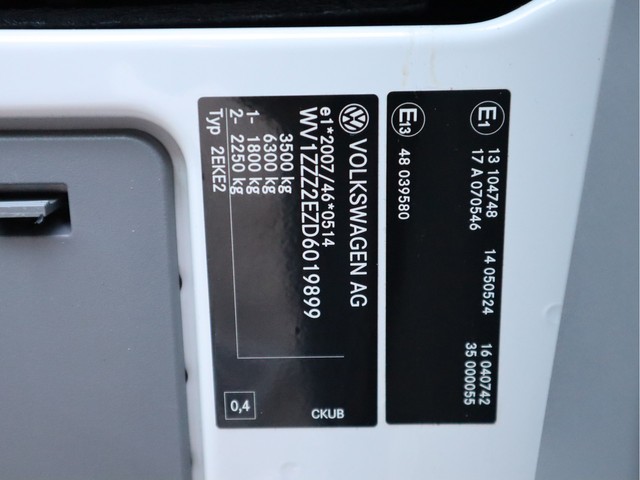 VOLKSWAGEN AG
e1*2007/46*0514
WV1ZZZ2EZD6019899
3500 kg
6300 kg
1- 1800 kg
2- 2250 kg
Typ 2EKE2
0,4
CKUB
E1
13 104748 14 050524 16 040742
17 A 070546 35 000055
E13
48 039580